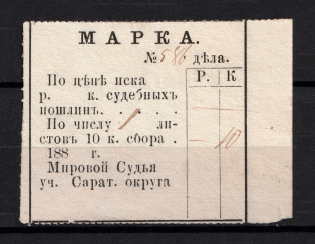 МАРКА.
№ 586 дѣла.
Р. К
По цѣнѣ иска
р. к. судебныхъ
пошлинъ. . . . . —
По числу 1 ли-
стовъ 10 к. сбора . — 10
188 г.
Мировой Судья
уч. Сарат. округа